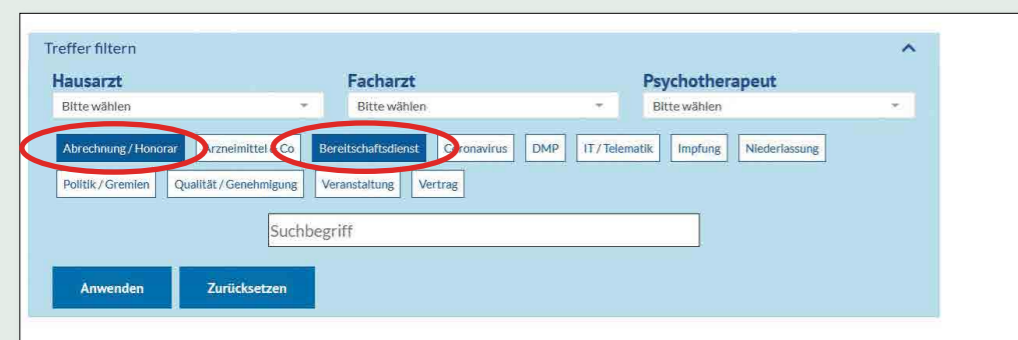 Treffer filtern
Hausarzt Facharzt Psychotherapeut
Bitte wählen Bitte wählen Bitte wählen
Abrechnung / Honorar Arzneimittel & Co Bereitschaftsdienst Coronavirus DMP IT / Telematik Impfung Niederlassung
Politik / Gremien Qualität / Genehmigung Veranstaltung Vertrag
Suchbegriff
Anwenden Zurücksetzen